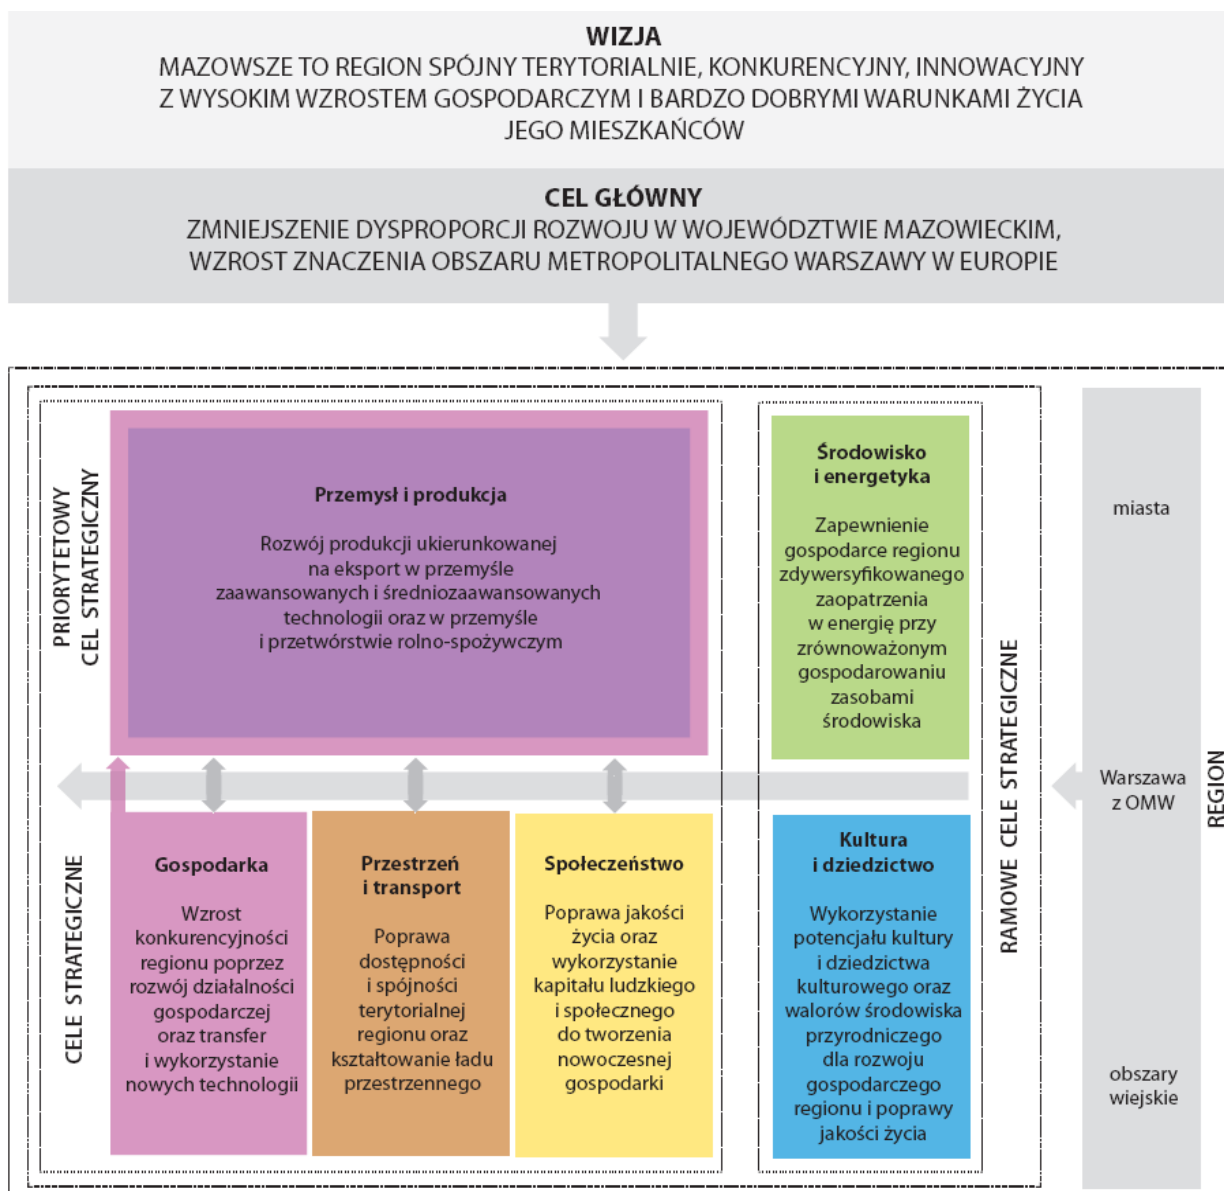 WIZJA
MAZOWSZE TO REGION SPÓJNY TERYTORIALNIE, KONKURENCYJNY, INNOWACYJNY
Z WYSOKIM WZROSTEM GOSPODARCZYM I BARDZO DOBRYMI WARUNKAMI ŻYCIA
JEGO MIESZKAŃCÓW
CEL GŁÓWNY
ZMNIEJSZENIE DYSPROPORCJI ROZWOJU W WOJEWÓDZTWIE MAZOWIECKIM,
WZROST ZNACZENIA OBSZARU METROPOLITALNEGO WARSZAWY W EUROPIE
PRIORYTETOWY
CEL STRATEGICZNY
Przemysł i produkcja
Rozwój produkcji ukierunkowanej
na eksport w przemyśle
zaawansowanych i średniozaawansowanych
technologii oraz w przemyśle
i przetwórstwie rolno-spożywczym
Środowisko
i energetyka
Zapewnienie
gospodarce regionu
zdywersyfikowanego
zaopatrzenia
w energię przy
zrównoważonym
gospodarowaniu
zasobami
środowiska
CELE STRATEGICZNE
Gospodarka
Wzrost
konkurencyjności
regionu poprzez
rozwój działalności
gospodarczej
oraz transfer
i wykorzystanie
nowych technologii
Przestrzeń
i transport
Poprawa
dostępności
i spójności
terytorialnej
regionu oraz
kształtowanie ładu
przestrzennego
Społeczeństwo
Poprawa jakości
życia oraz
wykorzystanie
kapitału ludzkiego
i społecznego
do tworzenia
nowoczesnej
gospodarki
Kultura
i dziedzictwo
Wykorzystanie
potencjału kultury
i dziedzictwa
kulturowego oraz
walorów środowiska
przyrodniczego
dla rozwoju
gospodarczego
regionu i poprawy
jakości życia
RAMOWE CELE STRATEGICZNE
miasta
Warszawa
z OMW
obszary
wiejskie
REGION